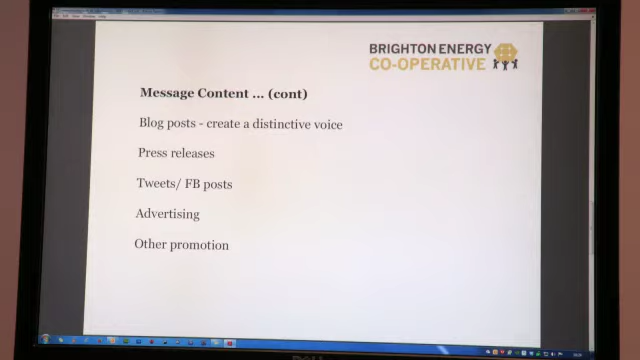 BRIGHTON ENERGY
CO-OPERATIVE
Message Content ... (cont)
Blog posts - create a distinctive voice
Press releases
Tweets/ FB posts
Advertising
Other promotion